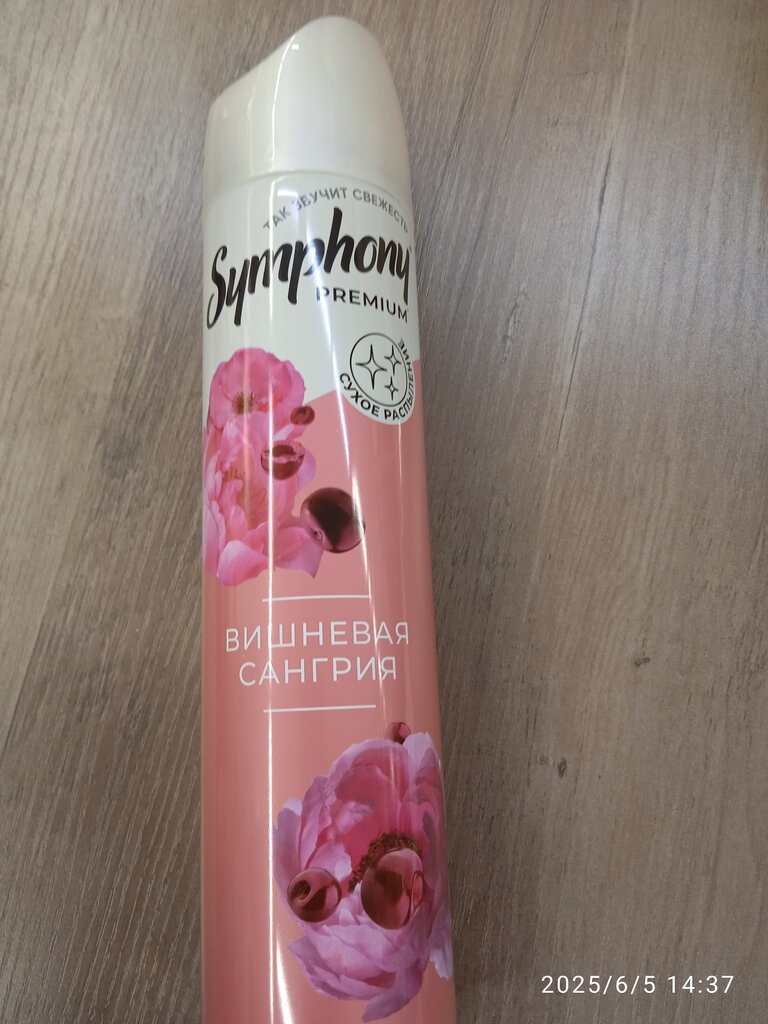 ТАК ЗВУЧИТ СВЕЖЕСТЬ
Symphony
PREMIUM
СУХОЕ РАСПЫЛЕНИЕ
ВИШНЕВАЯ
САНГРИЯ
2025/6/5 14:37